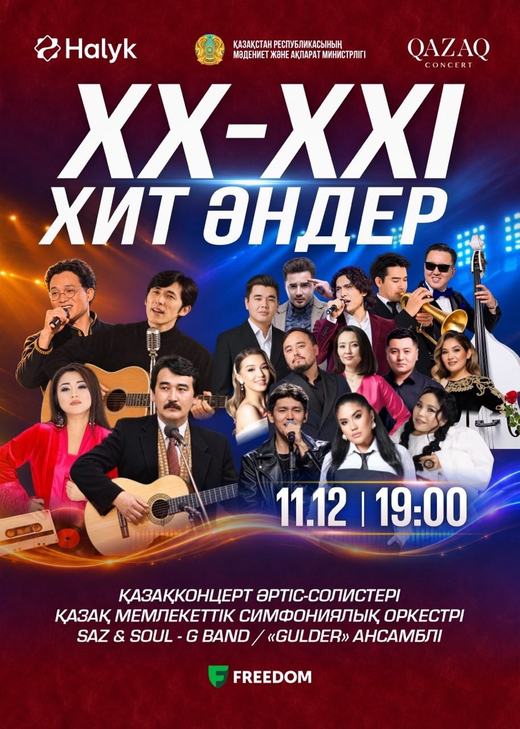 Halyk
ҚАЗАҚСТАН РЕСПУБЛИКАСЫНЫҢ
МӘДЕНИЕТ ЖӘНЕ АҚПАРАТ МИНИСТРЛІГІ
QAZAQ
CONCERT
XX-XXI
ХИТ ӘНДЕР
11.12 | 19:00
ҚАЗАҚКОНЦЕРТ ӘРТІС-СОЛИСТЕРІ
ҚАЗАҚ МЕМЛЕКЕТТІК СИМФОНИЯЛЫҚ ОРКЕСТРІ
SAZ & SOUL - G BAND / «GULDER» АНСАМБЛІ
FREEDOM